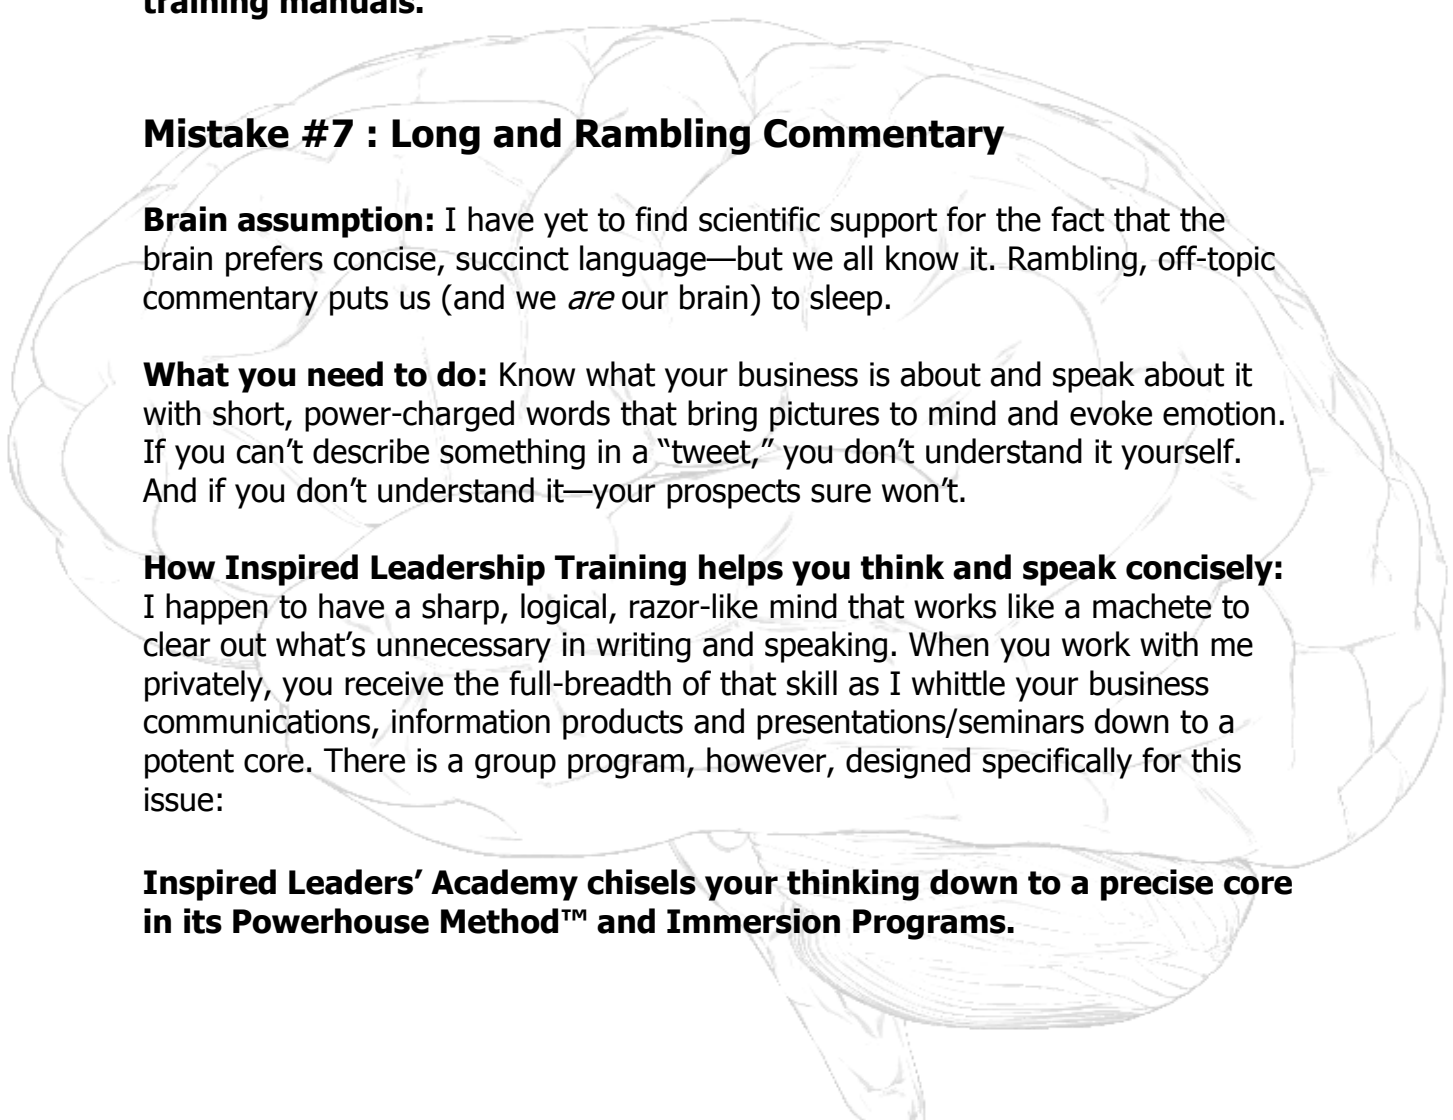 training manuals.
Mistake #7 : Long and Rambling Commentary
Brain assumption: I have yet to find scientific support for the fact that the
brain prefers concise, succinct language—but we all know it. Rambling, off-topic
commentary puts us (and we are our brain) to sleep.
What you need to do: Know what your business is about and speak about it
with short, power-charged words that bring pictures to mind and evoke emotion.
If you can’t describe something in a “tweet,” you don’t understand it yourself.
And if you don’t understand it—your prospects sure won’t.
How Inspired Leadership Training helps you think and speak concisely:
I happen to have a sharp, logical, razor-like mind that works like a machete to
clear out what’s unnecessary in writing and speaking. When you work with me
privately, you receive the full-breadth of that skill as I whittle your business
communications, information products and presentations/seminars down to a
potent core. There is a group program, however, designed specifically for this
issue:
Inspired Leaders’ Academy chisels your thinking down to a precise core
in its Powerhouse Method™ and Immersion Programs.